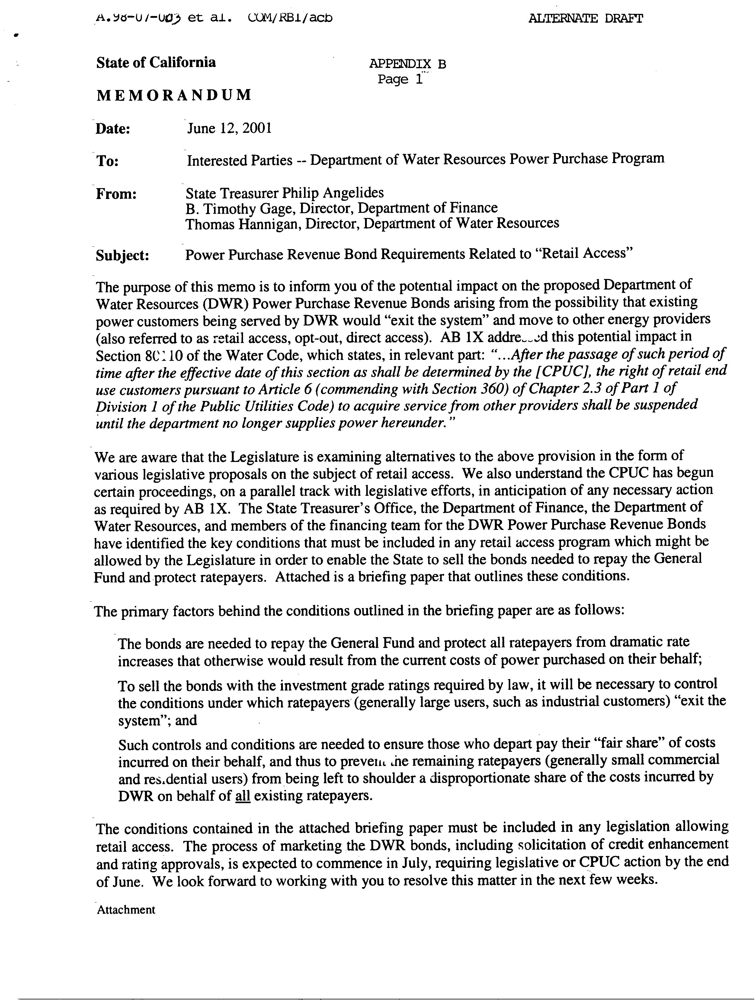 A.98-07-003 et al. COM/RB1/acb ALTERNATE DRAFT
State of California APPENDIX B
Page 1
MEMORANDUM
Date: June 12, 2001
To: Interested Parties -- Department of Water Resources Power Purchase Program
From: State Treasurer Philip Angelides
B. Timothy Gage, Director, Department of Finance
Thomas Hannigan, Director, Department of Water Resources
Subject: Power Purchase Revenue Bond Requirements Related to “Retail Access”
The purpose of this memo is to inform you of the potential impact on the proposed Department of
Water Resources (DWR) Power Purchase Revenue Bonds arising from the possibility that existing
power customers being served by DWR would “exit the system” and move to other energy providers
(also referred to as retail access, opt-out, direct access). AB 1X this potential impact in
Section of the Water Code, which states, in relevant part: “…After the passage of such period of
time after the effective date of this section as shall be determined by the [CPUC], the right of retail end
use customers pursuant to Article 6 (commending with Section 360) of Chapter 2.3 of Part 1 of
Division 1 of the Public Utilities Code) to acquire service from other providers shall be suspended
until the department no longer supplies power hereunder.”
We are aware that the Legislature is examining alternatives to the above provision in the form of
various legislative proposals on the subject of retail access. We also understand the CPUC has begun
certain proceedings, on a parallel track with legislative efforts, in anticipation of any necessary action
as required by AB 1X. The State Treasurer’s Office, the Department of Finance, the Department of
Water Resources, and members of the financing team for the DWR Power Purchase Revenue Bonds
have identified the key conditions that must be included in any retail access program which might be
allowed by the Legislature in order to enable the State to sell the bonds needed to repay the General
Fund and protect ratepayers. Attached is a briefing paper that outlines these conditions.
The primary factors behind the conditions outlined in the briefing paper are as follows:
The bonds are needed to repay the General Fund and protect all ratepayers from dramatic rate
increases that otherwise would result from the current costs of power purchased on their behalf;
To sell the bonds with the investment grade ratings required by law, it will be necessary to control
the conditions under which ratepayers (generally large users, such as industrial customers) “exit the
system”; and
Such controls and conditions are needed to ensure those who depart pay their “fair share” of costs
incurred on their behalf, and thus to prevent the remaining ratepayers (generally small commercial
and residential users) from being left to shoulder a disproportionate share of the costs incurred by
DWR on behalf of all existing ratepayers.
The conditions contained in the attached briefing paper must be included in any legislation allowing
retail access. The process of marketing the DWR bonds, including solicitation of credit enhancement
and rating approvals, is expected to commence in July, requiring legislative or CPUC action by the end
of June. We look forward to working with you to resolve this matter in the next few weeks.
Attachment